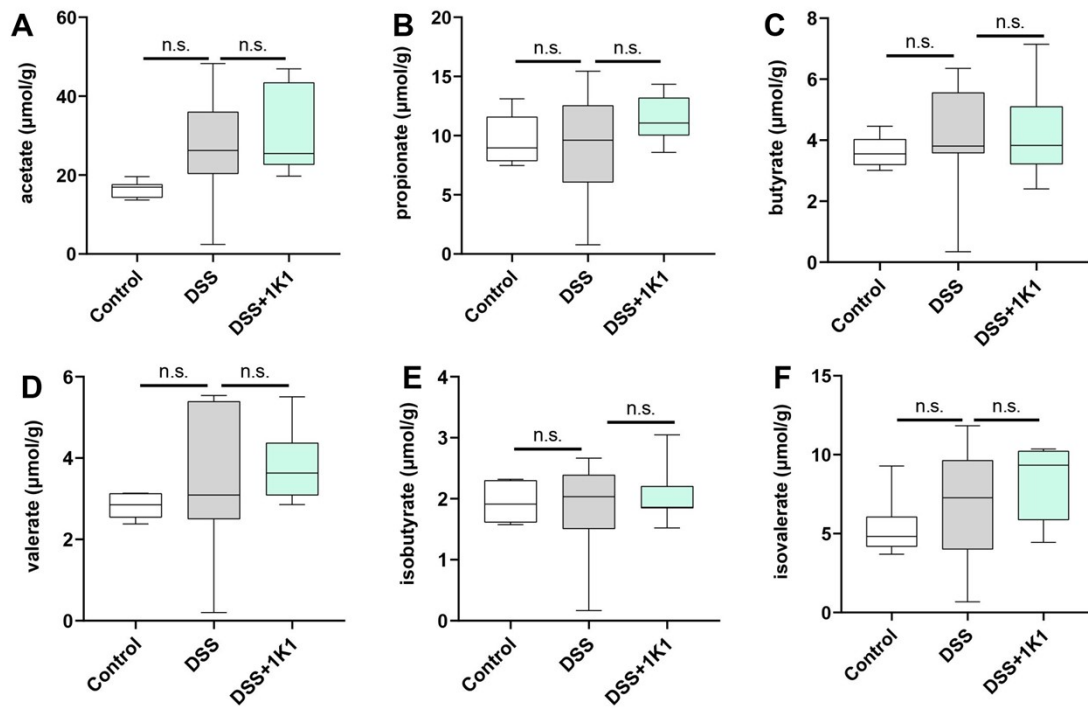 A
acetate (µmol/g)
60
40
20
0
n.s.
n.s.
Control
DSS
DSS+1K1
B
propionate (µmol/g)
20
15
10
5
0
n.s.
n.s.
Control
DSS
DSS+1K1
C
butyrate (µmol/g)
8
6
4
2
0
n.s.
n.s.
Control
DSS
DSS+1K1
D
valerate (µmol/g)
6
4
2
0
n.s.
n.s.
Control
DSS
DSS+1K1
E
isobutyrate (µmol/g)
4
3
2
1
0
n.s.
n.s.
Control
DSS
DSS+1K1
F
isovalerate (µmol/g)
15
10
5
0
n.s.
n.s.
Control
DSS
DSS+1K1